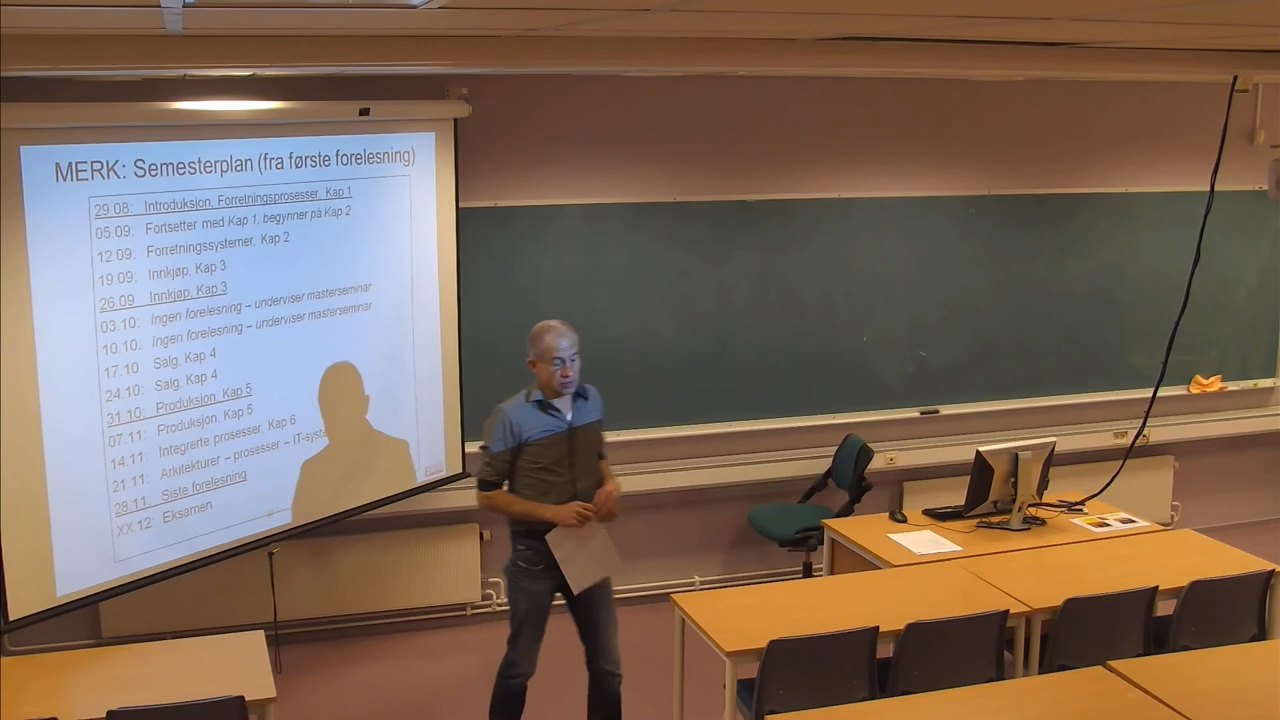 MERK: Semesterplan (fra første forelesning)
29.08: Introduksjon, Forretningsprosesser, Kap 1
05.09: Fortsetter med Kap 1, begynner på Kap 2
12.09: Forretningssystemer, Kap 2
19.09: Innkjøp, Kap 3
26.09 Innkjøp, Kap 3
03.10: Ingen forelesning – underviser masterseminar
10.10: Ingen forelesning – underviser masterseminar
17.10 Salg, Kap 4
24.10: Salg, Kap 4
31.10: Produksjon, Kap 5
07.11: Produksjon, Kap 5
14.11: Integrerte prosesser, Kap 6
21.11: Arkitekturer – prosesser – IT-syste
28.11 Siste forelesning
XX.12 Eksamen